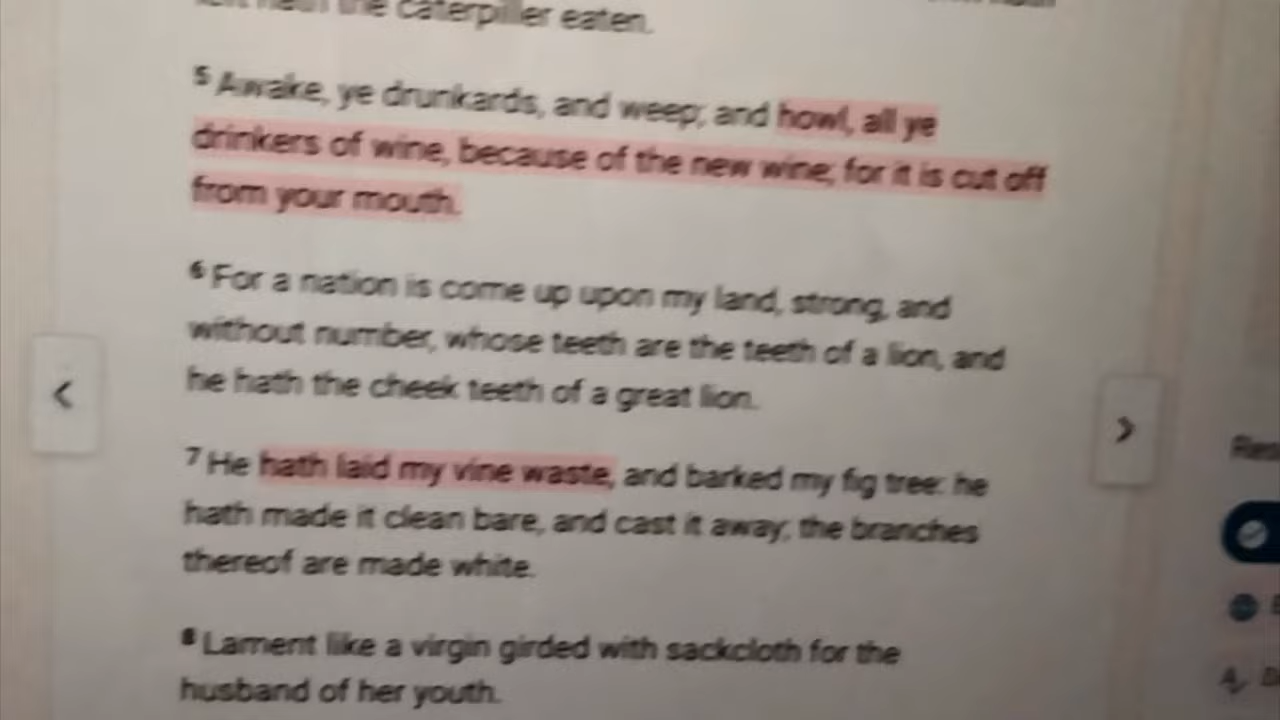 hath the caterpiller eaten.
5 Awake, ye drunkards, and weep; and howl, all ye
drinkers of wine, because of the new wine; for it is cut off
from your mouth.
6 For a nation is come up upon my land, strong, and
without number, whose teeth are the teeth of a lion, and
he hath the cheek teeth of a great lion.
7 He hath laid my vine waste, and barked my fig tree: he
hath made it clean bare, and cast it away; the branches
thereof are made white.
8 Lament like a virgin girded with sackcloth for the
husband of her youth.